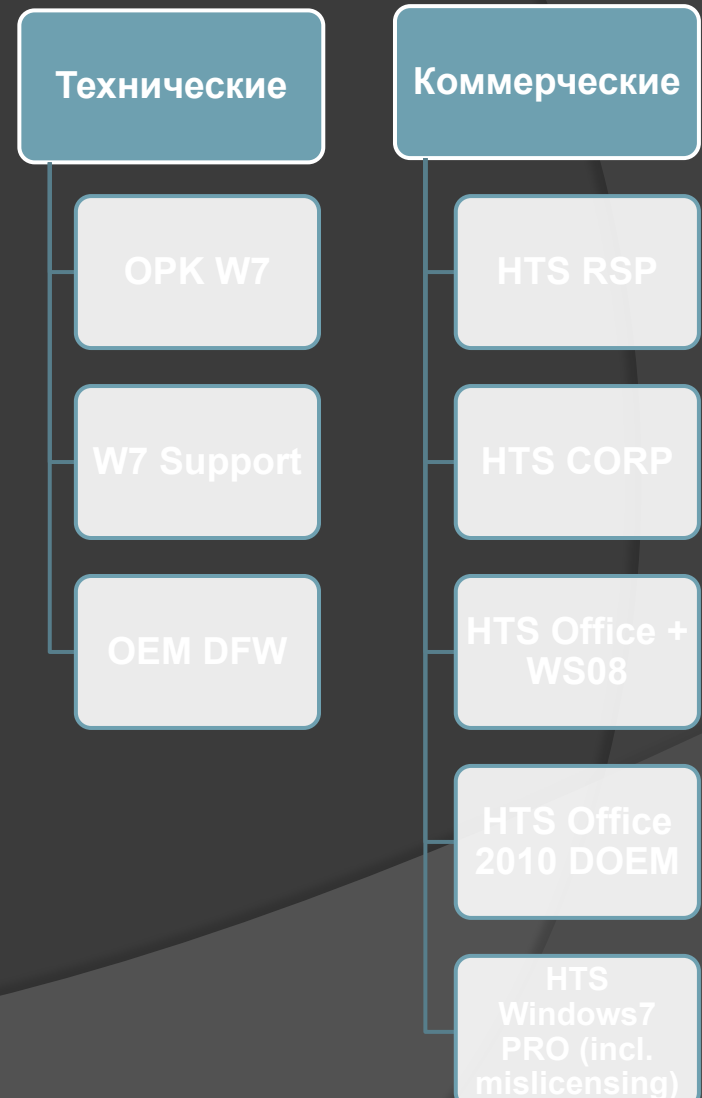 Технические
OPK W7
W7 Support
OEM DFW
Коммерческие
HTS RSP
HTS CORP
HTS Office +
WS08
HTS Office
2010 DOEM
HTS
Windows7
PRO (incl.
mislicensing)